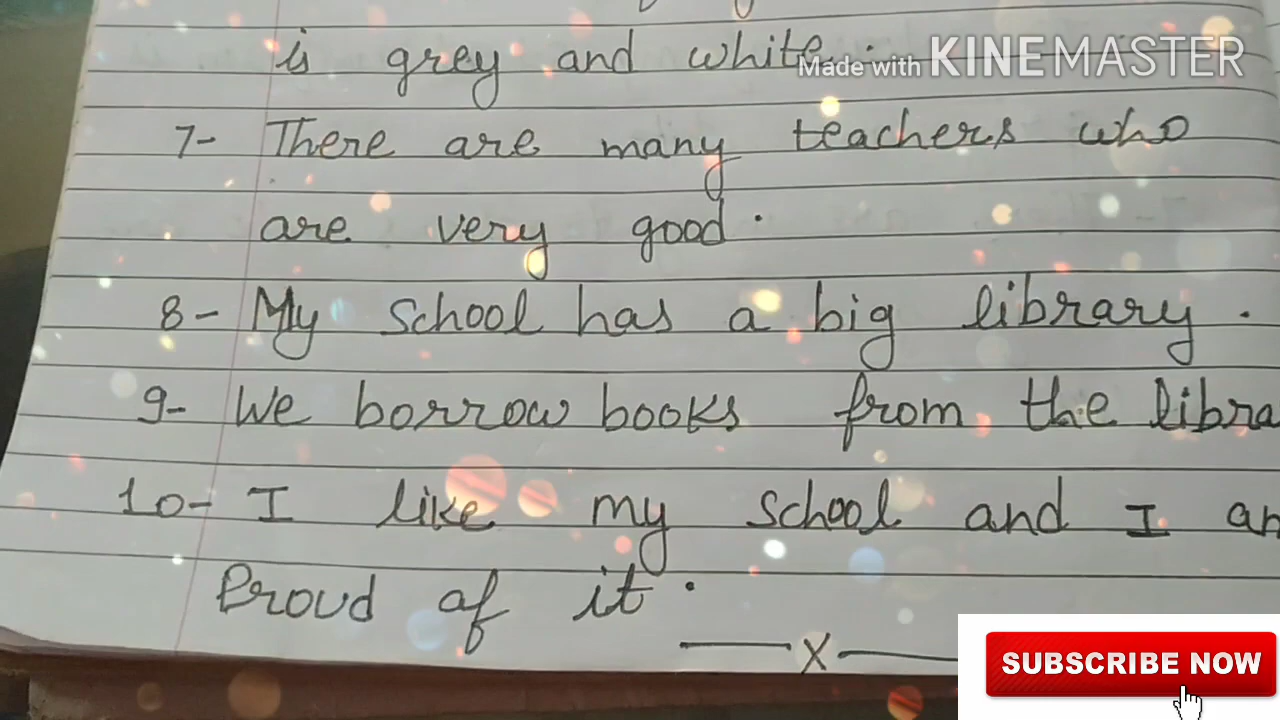 is grey and white.
Made with KINEMASTER
7- There are many teachers who
are very good.
8- My school has a big library.
9- We borrow books from the libra
10- I like my school and I am
Proud of it.
—x—
SUBSCRIBE NOW